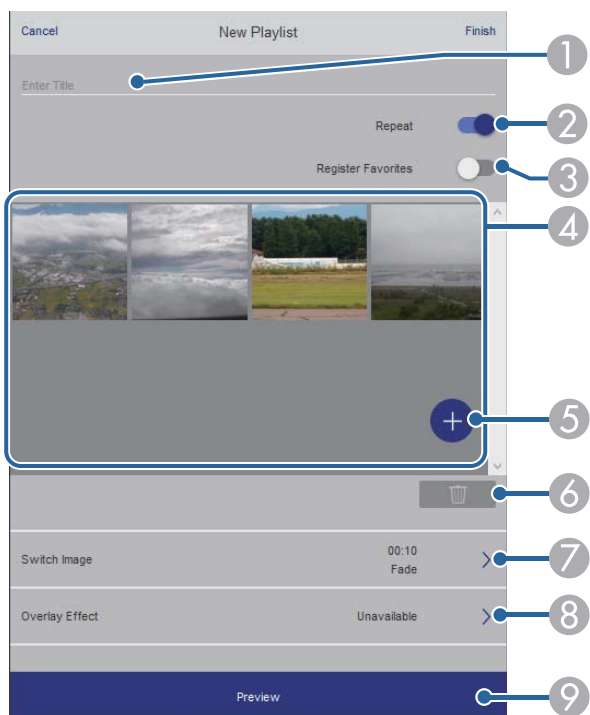 Cancel New Playlist Finish
1
Enter Title
Repeat 2
Register Favorites 3
4
+ 5
6
Switch Image 00:10 7
Fade
Overlay Effect Unavailable 8
Preview 9